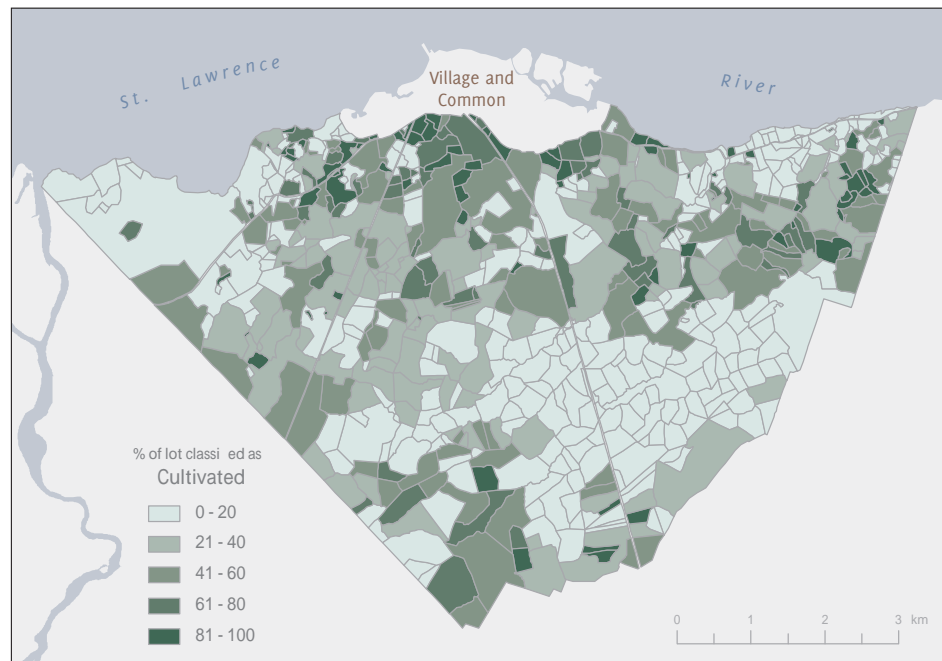 St. Lawrence
River
Village and
Common
% of lot classi ed as
Cultivated
0 - 20
21 - 40
41 - 60
61 - 80
81 - 100
0 1 2 3 km